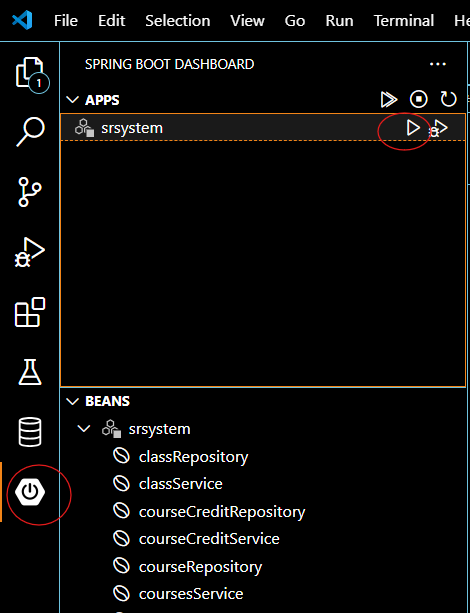 File Edit Selection View Go Run Terminal He
SPRING BOOT DASHBOARD
1
APPS
srsystem
BEANS
srsystem
classRepository
classService
courseCreditRepository
courseCreditService
courseRepository
coursesService